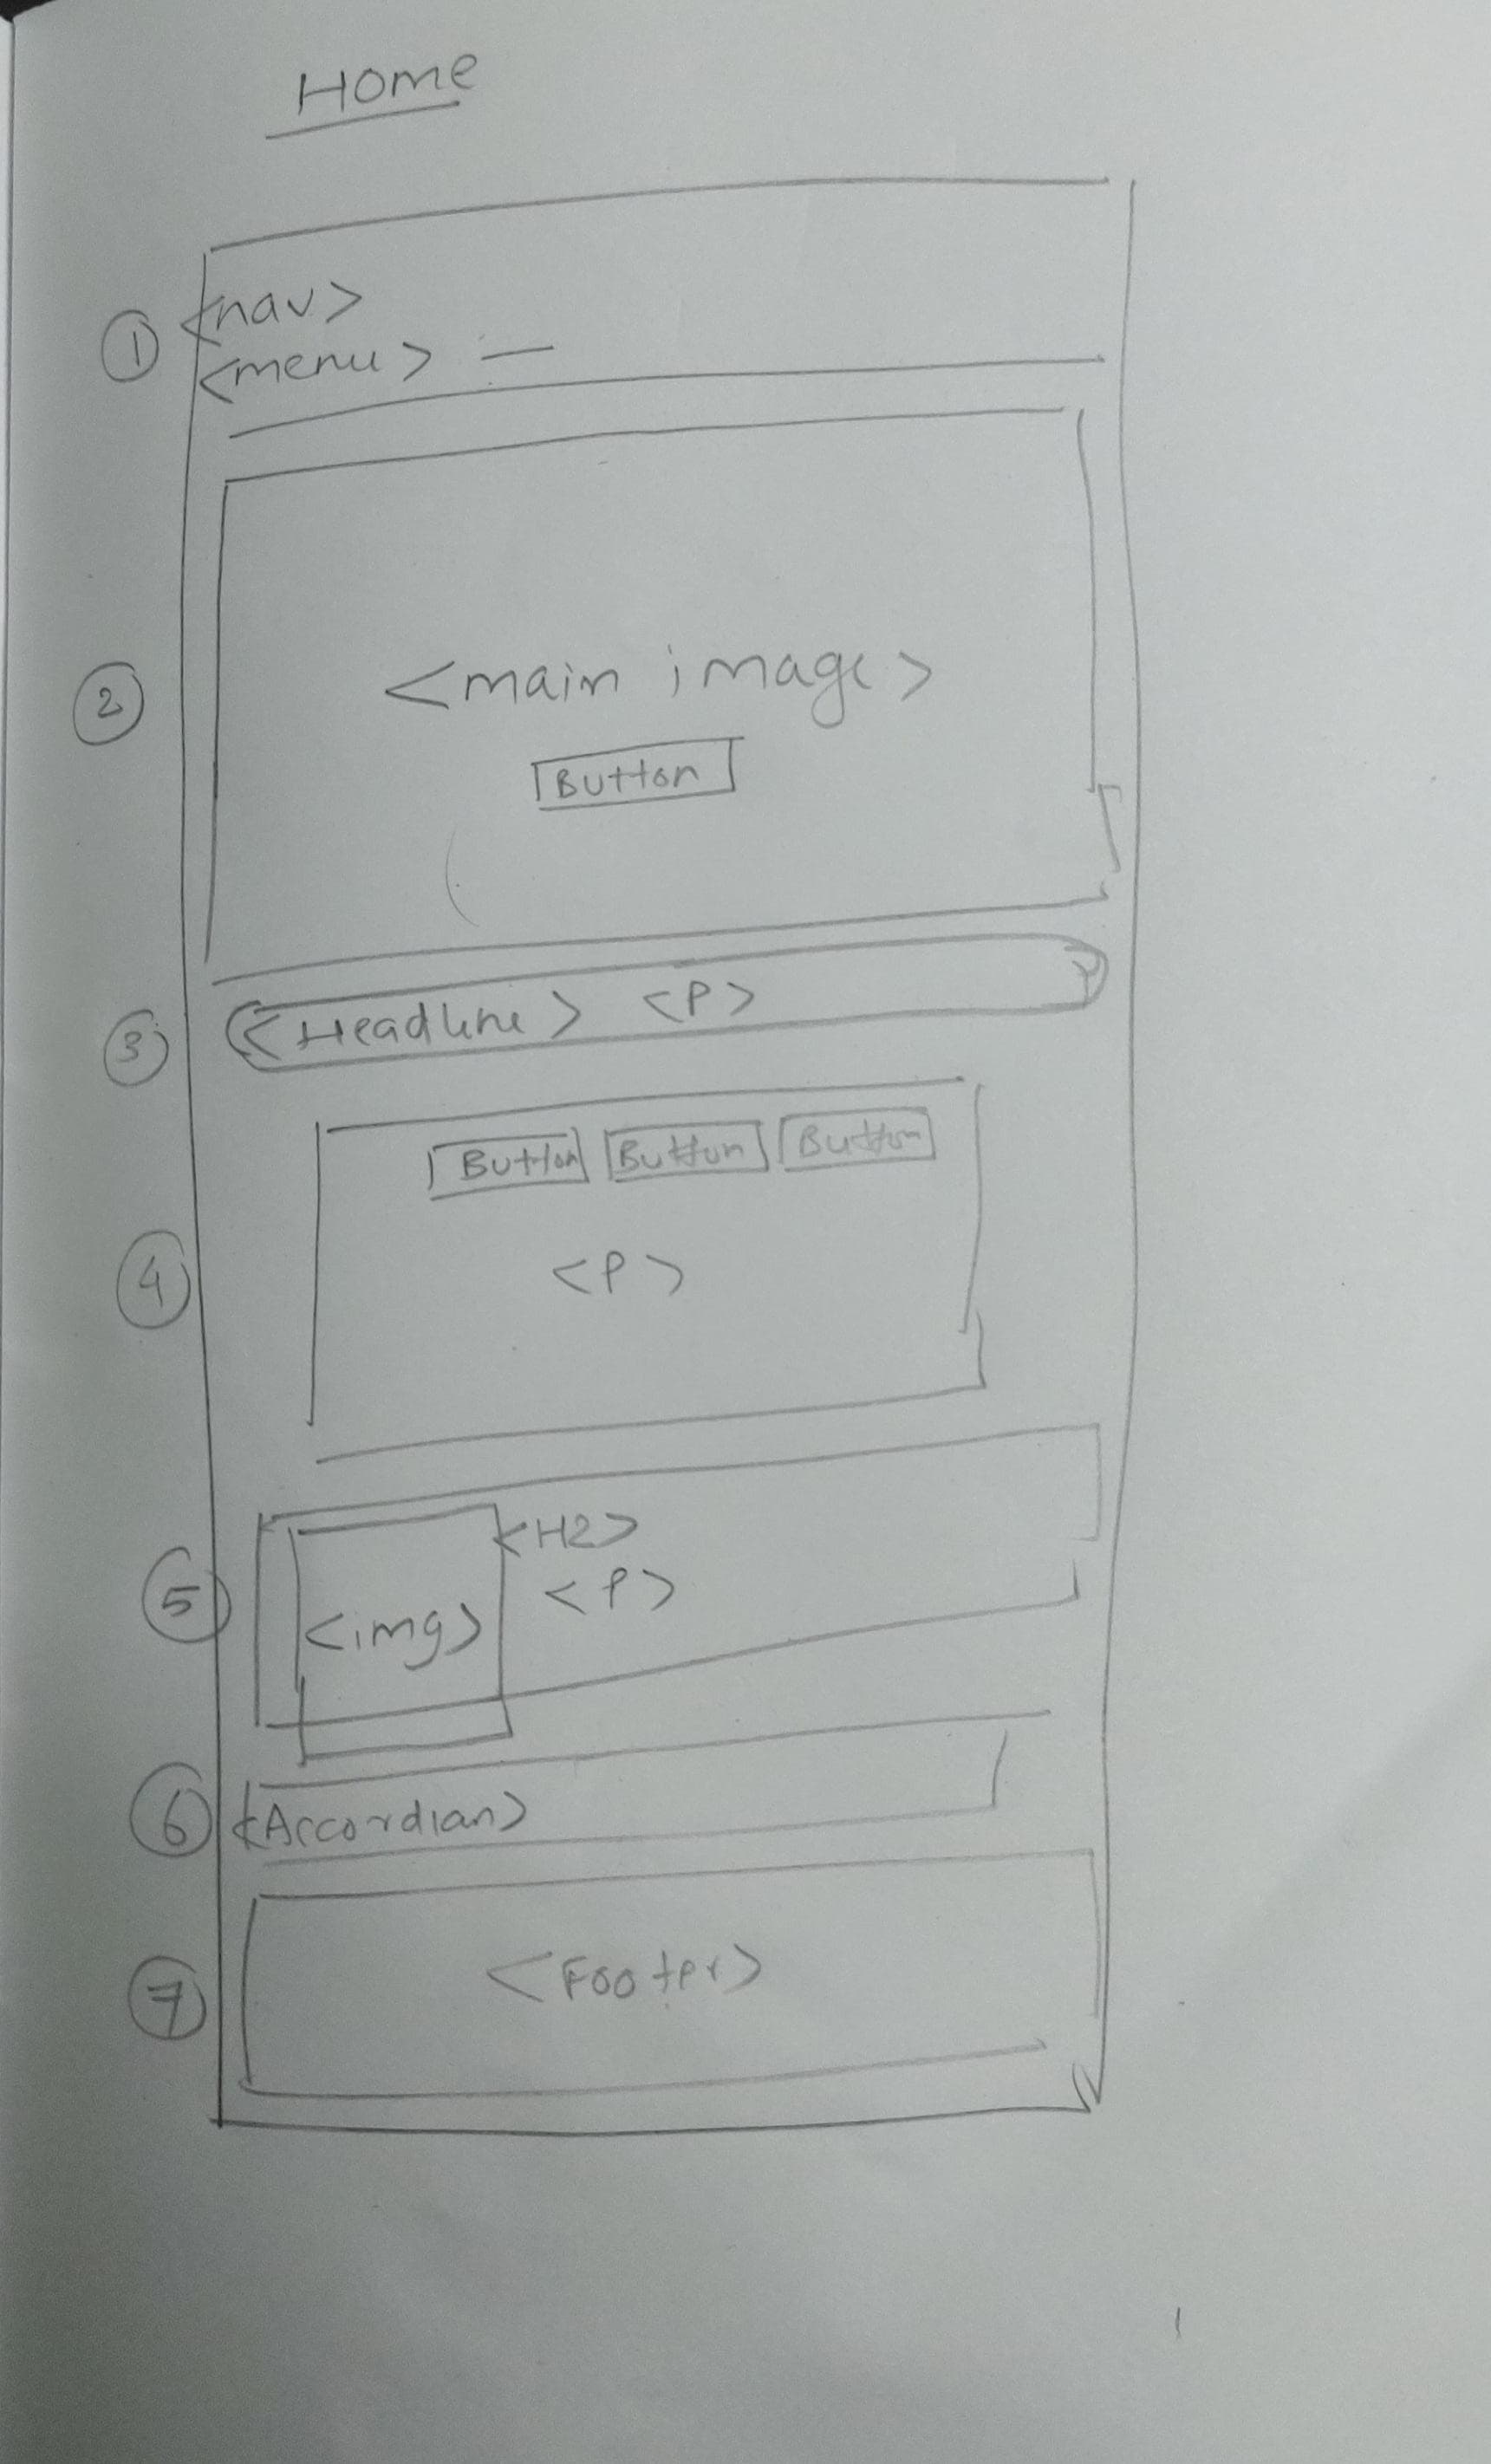 Home
①
<nav>
<menu> —
②
<main image>
Button
③
<Headline> <P>
④
Button Button Button
<P>
⑤
<img>
<H2>
<P>
⑥
<Accordian>
⑦
<Footer>